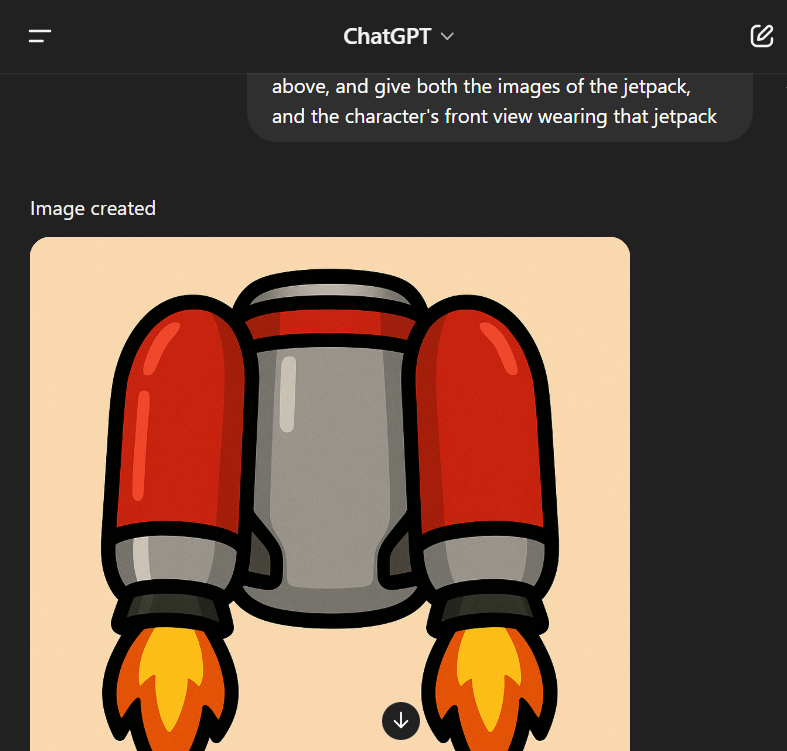 ChatGPT
above, and give both the images of the jetpack,
and the character's front view wearing that jetpack
Image created